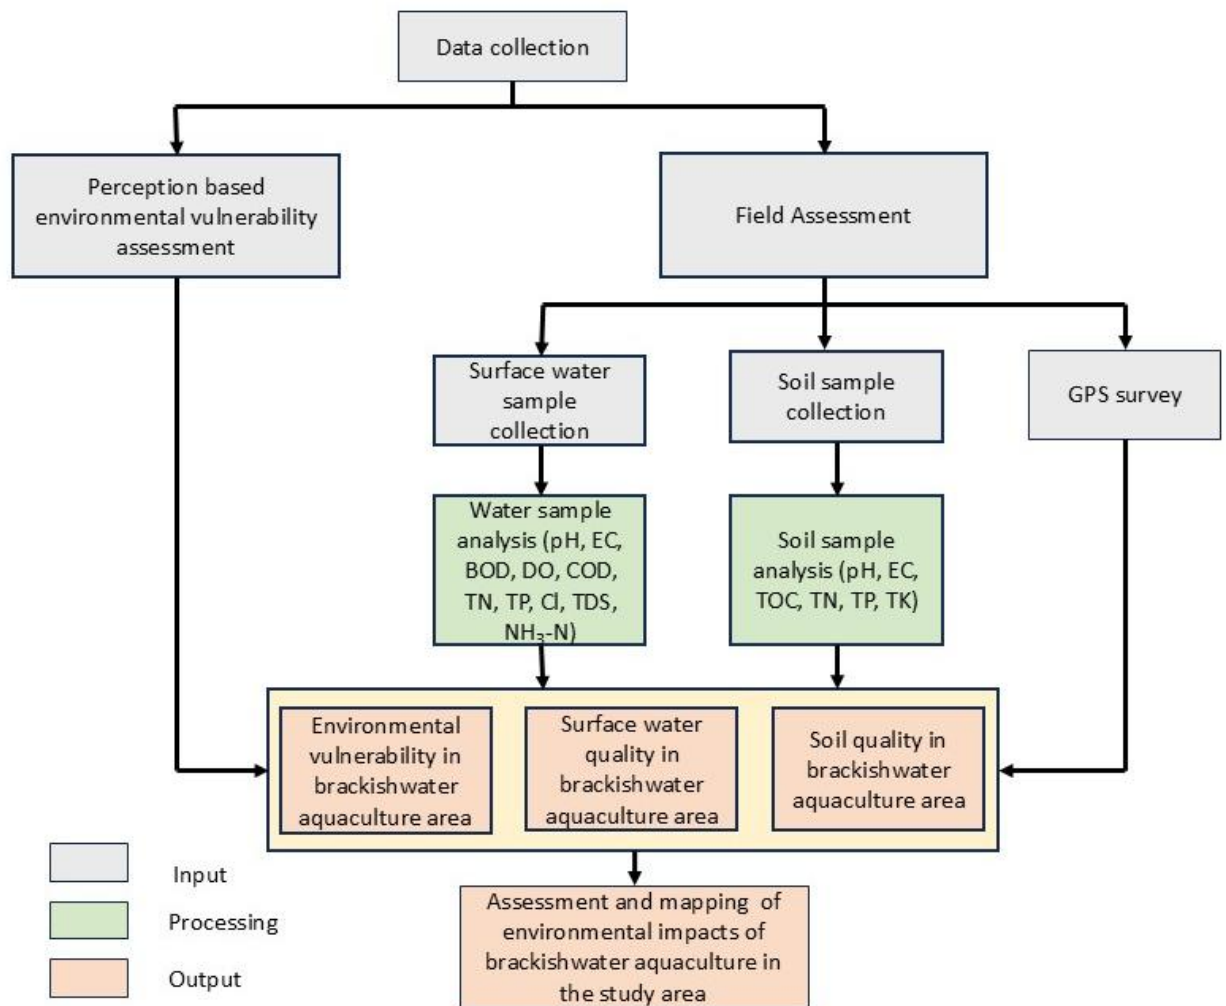 Data collection
Perception based
environmental vulnerability
assessment
Field Assessment
Surface water
sample
collection
Soil sample
collection
GPS survey
Water sample
analysis (pH, EC,
BOD, DO, COD,
TN, TP, Cl, TDS,
NH₃-N)
Soil sample
analysis (pH, EC,
TOC, TN, TP, TK)
Environmental
vulnerability in
brackishwater
aquaculture area
Surface water
quality in
brackishwater
aquaculture area
Soil quality in
brackishwater
aquaculture area
Input
Processing
Output
Assessment and mapping of
environmental impacts of
brackishwater aquaculture in
the study area